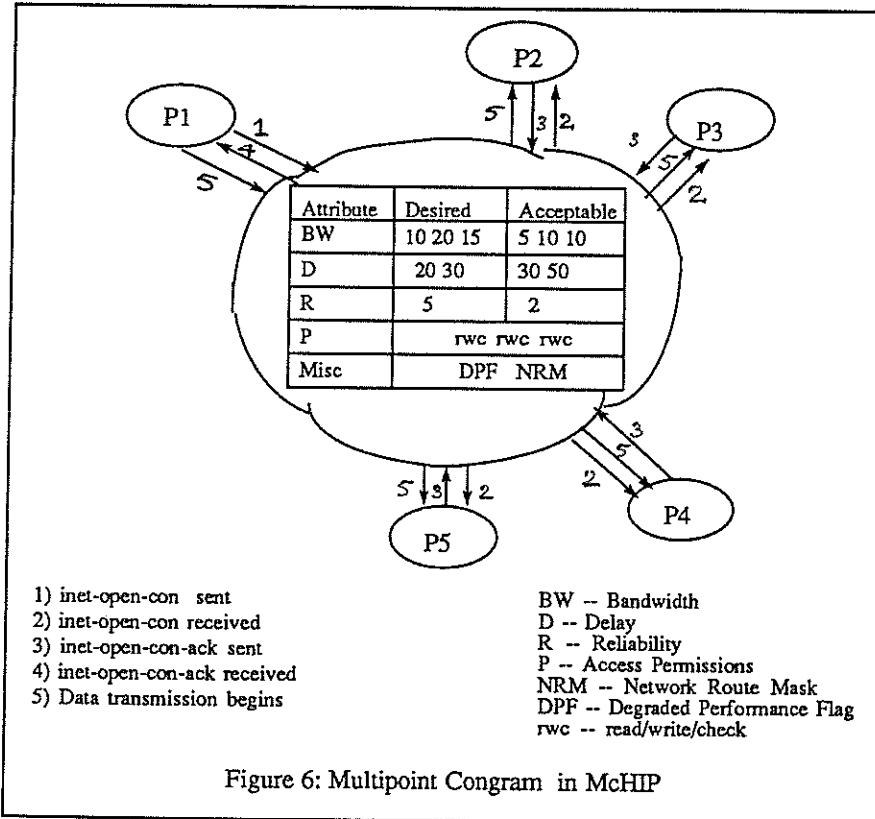 P2
P1
P3
1
4
5
5
3
2
3
5
2
Attribute Desired Acceptable
BW 10 20 15 5 10 10
D 20 30 30 50
R 5 2
P rwc rwc rwc
Misc DPF NRM
3
5
2
5
3
2
P4
P5
1) inet-open-con sent
2) inet-open-con received
3) inet-open-con-ack sent
4) inet-open-con-ack received
5) Data transmission begins
BW -- Bandwidth
D -- Delay
R -- Reliability
P -- Access Permissions
NRM -- Network Route Mask
DPF -- Degraded Performance Flag
rwc -- read/write/check
Figure 6: Multipoint Congram in McHIP